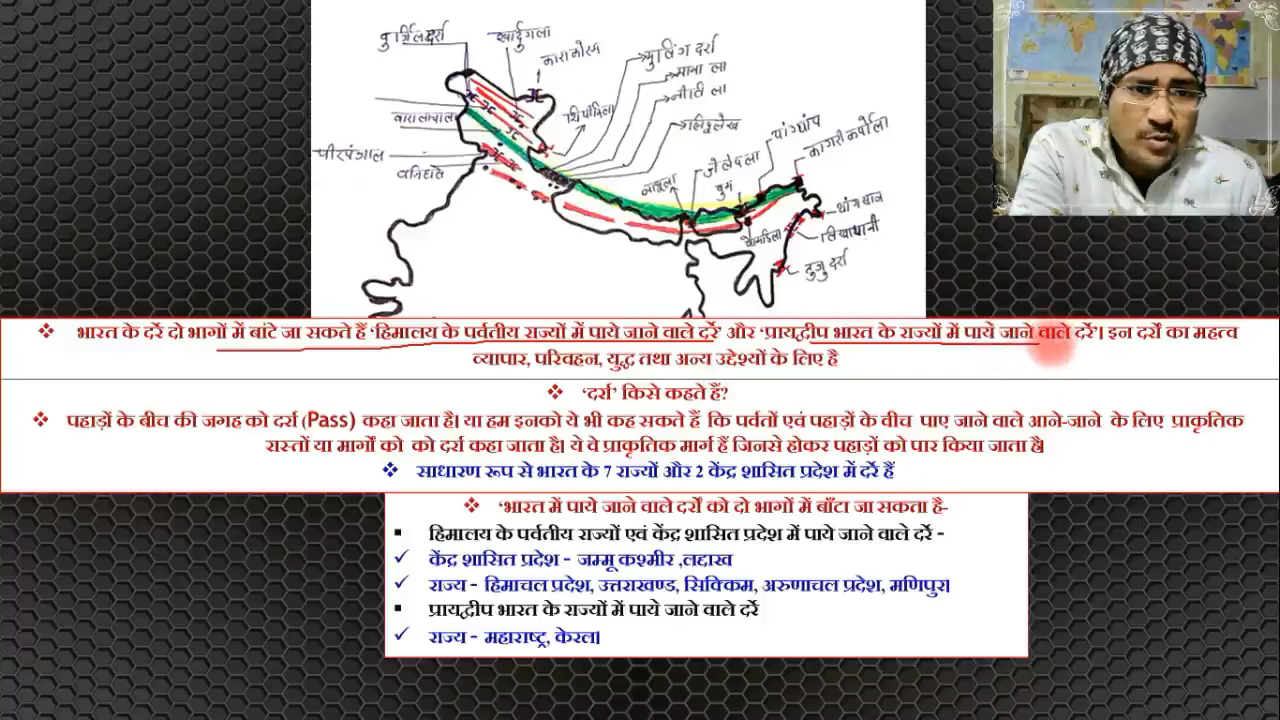 बुर्जिल दर्रा
खार्दुंगला
काराकोरम
मुलिंग दर्रा
माना ला
नीति ला
लिपुलेख
शिपकिला
बारालाचाला
पीरपंजाल
बनिहाल
नाथूला
जैलेपला
बुम
पांगसांग
कांगरी कर्पोला
बोमडिला
दिफू
लिखापानी
तुजु दर्रा
❖ भारत के दर्रे दो भागों में बांटे जा सकते हैं 'हिमालय के पर्वतीय राज्यों में पाये जाने वाले दर्रे' और 'प्रायद्वीप भारत के राज्यों में पाये जाने वाले दर्रे'। इन दर्रों का महत्व
व्यापार, परिवहन, युद्ध तथा अन्य उद्देश्यों के लिए है
❖ 'दर्रा' किसे कहते हैं?
❖ पहाड़ों के बीच की जगह को दर्रा (Pass) कहा जाता है। या हम इनको ये भी कह सकते हैं कि पर्वतों एवं पहाड़ों के वीच पाए जाने वाले आने-जाने के लिए प्राकृतिक
रास्तों या मार्गों को को दर्रा कहा जाता है। ये वे प्राकृतिक मार्ग हैं जिनसे होकर पहाड़ों को पार किया जाता है।
❖ साधारण रूप से भारत के 7 राज्यों और 2 केंद्र शासित प्रदेश में दर्रे हैं
❖ 'भारत में पाये जाने वाले दर्रों को दो भागों में बाँटा जा सकता है-
▪ हिमालय के पर्वतीय राज्यों एवं केंद्र शासित प्रदेश में पाये जाने वाले दर्रे -
✓ केंद्र शासित प्रदेश - जम्मू कश्मीर ,लद्दाख
✓ राज्य - हिमाचल प्रदेश, उत्तराखण्ड, सिक्किम, अरुणाचल प्रदेश, मणिपुर।
▪ प्रायद्वीप भारत के राज्यों में पाये जाने वाले दर्रे
✓ राज्य - महाराष्ट्र, केरल।